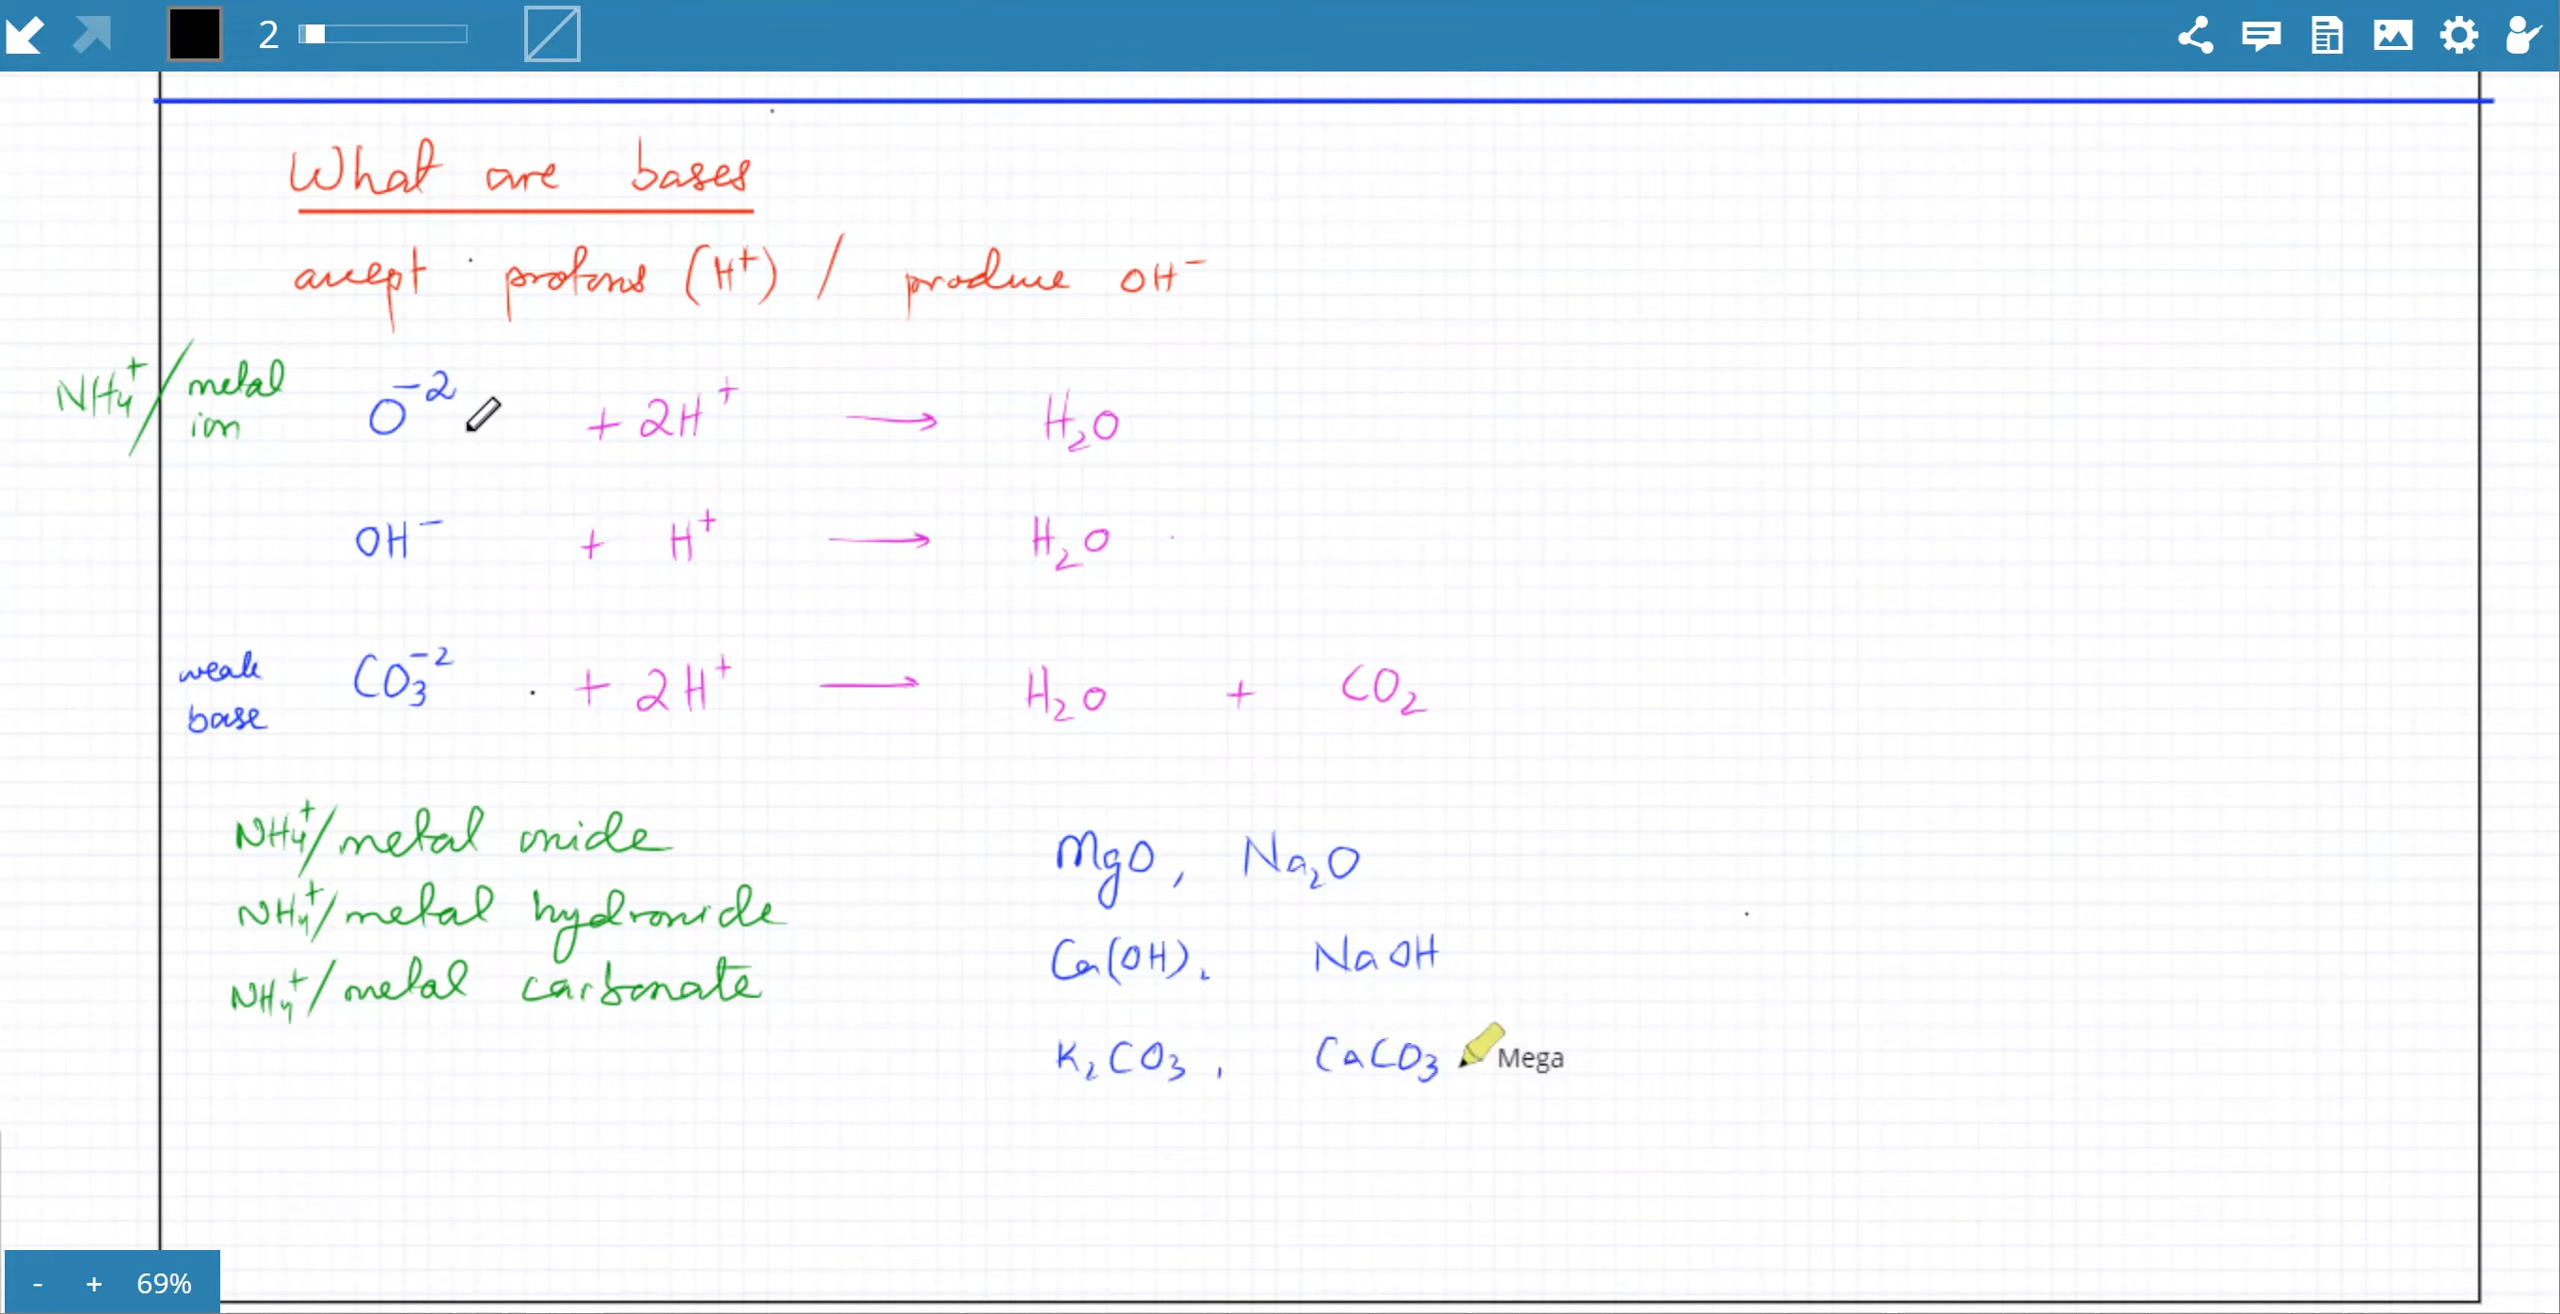 2
What are bases
accept protons (H⁺) / produce OH⁻
NH₄⁺/ metal ion O⁻² + 2H⁺ ⟶ H₂O
OH⁻ + H⁺ ⟶ H₂O
weak base CO₃⁻² + 2H⁺ ⟶ H₂O + CO₂
NH₄⁺/metal oxide MgO, Na₂O
NH₄⁺/metal hydroxide Ca(OH)₂ NaOH
NH₄⁺/metal carbonate K₂CO₃, CaCO₃ Mega
- + 69%